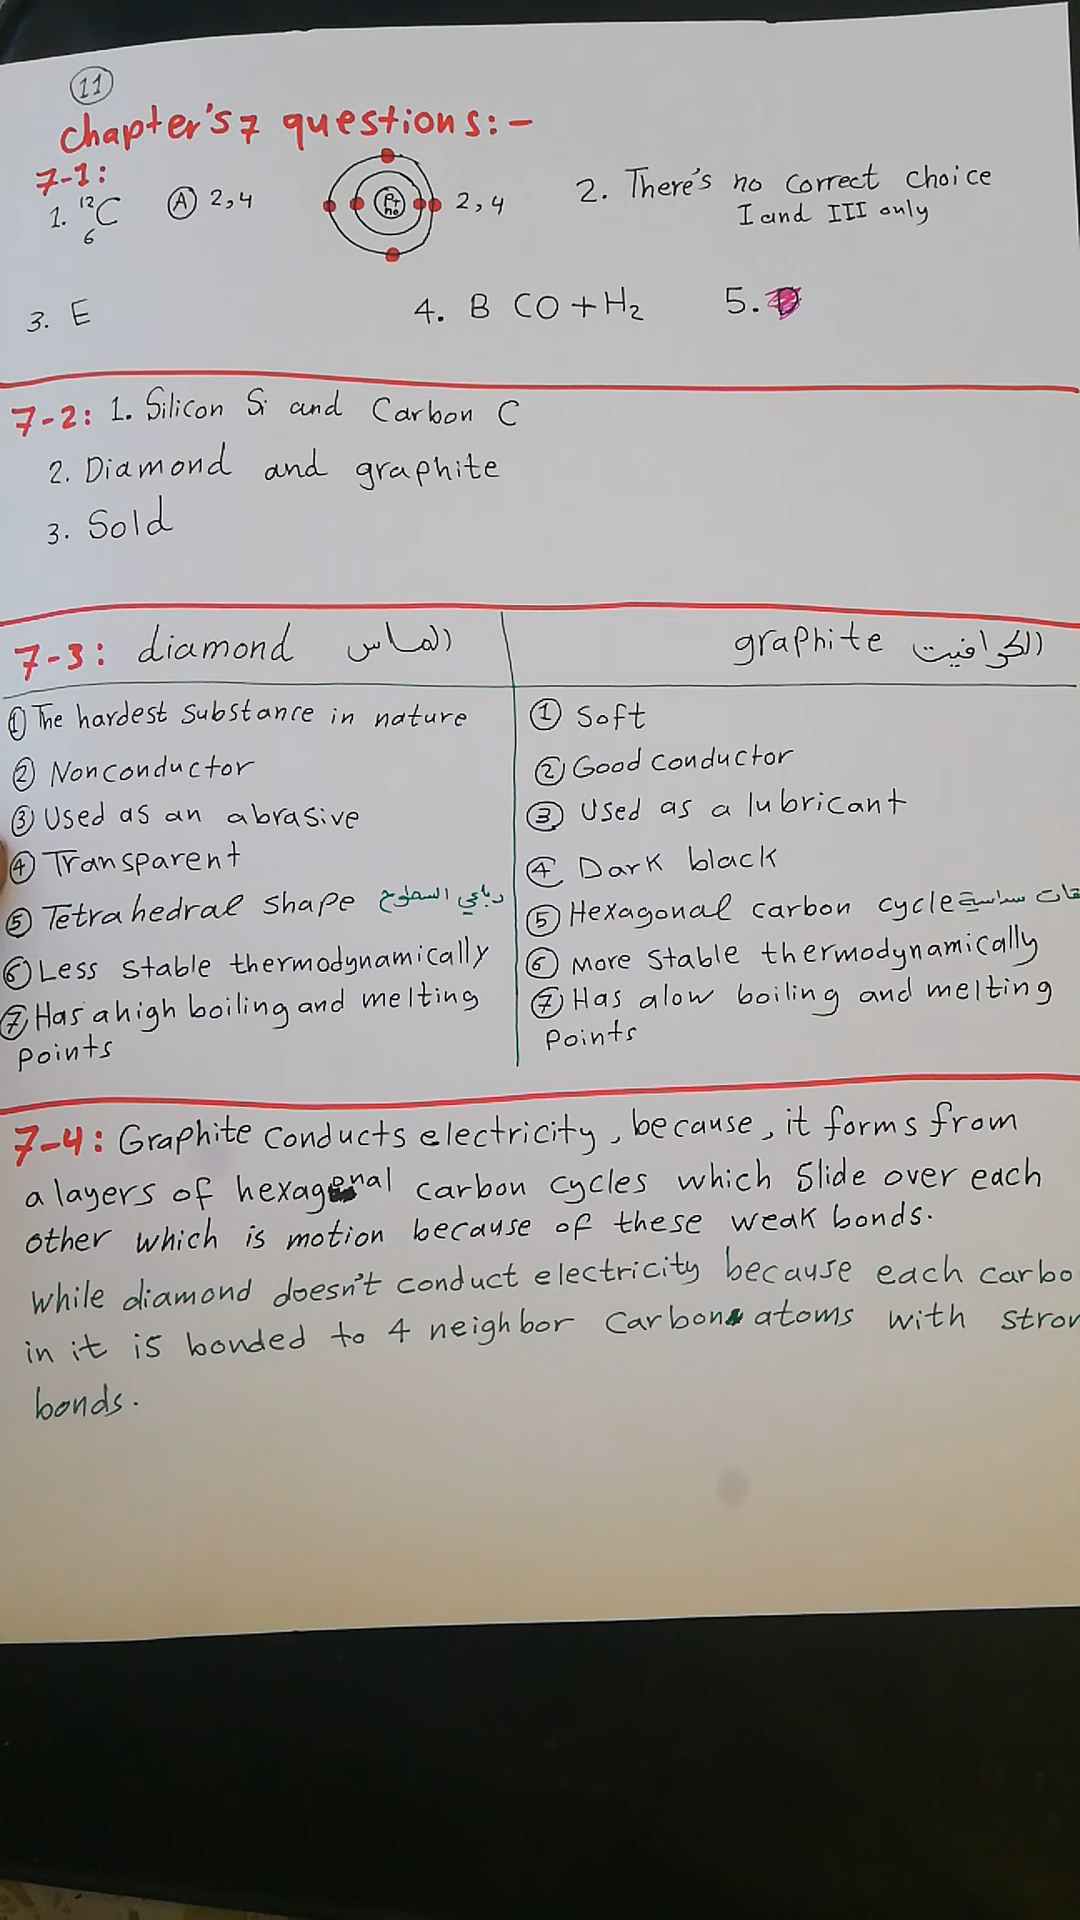 11
Chapter's 7 questions:-
7-1:
1. 12 6 C A 2,4 Pr no 2,4
2. There's no correct choice
I and III only
3. E 4. B CO+H2 5. D
7-2: 1. Silicon Si and Carbon C
2. Diamond and graphite
3. Sold
7-3: diamond الماس
graphite الكرافيت
① The hardest substance in nature
② Nonconductor
③ Used as an abrasive
④ Transparent
⑤ Tetrahedral shape رباعي السطوح
⑥ Less stable thermodynamically
⑦ Has a high boiling and melting
points
① Soft
② Good conductor
③ Used as a lubricant
④ Dark black
⑤ Hexagonal carbon cycle سداسية
⑥ More stable thermodynamically
⑦ Has alow boiling and melting
points
7-4: Graphite conducts electricity, because, it forms from
a layers of hexagonal carbon cycles which slide over each
other which is motion because of these weak bonds.
while diamond doesn't conduct electricity because each carbo
in it is bonded to 4 neighbor carbon atoms with stron
bonds.